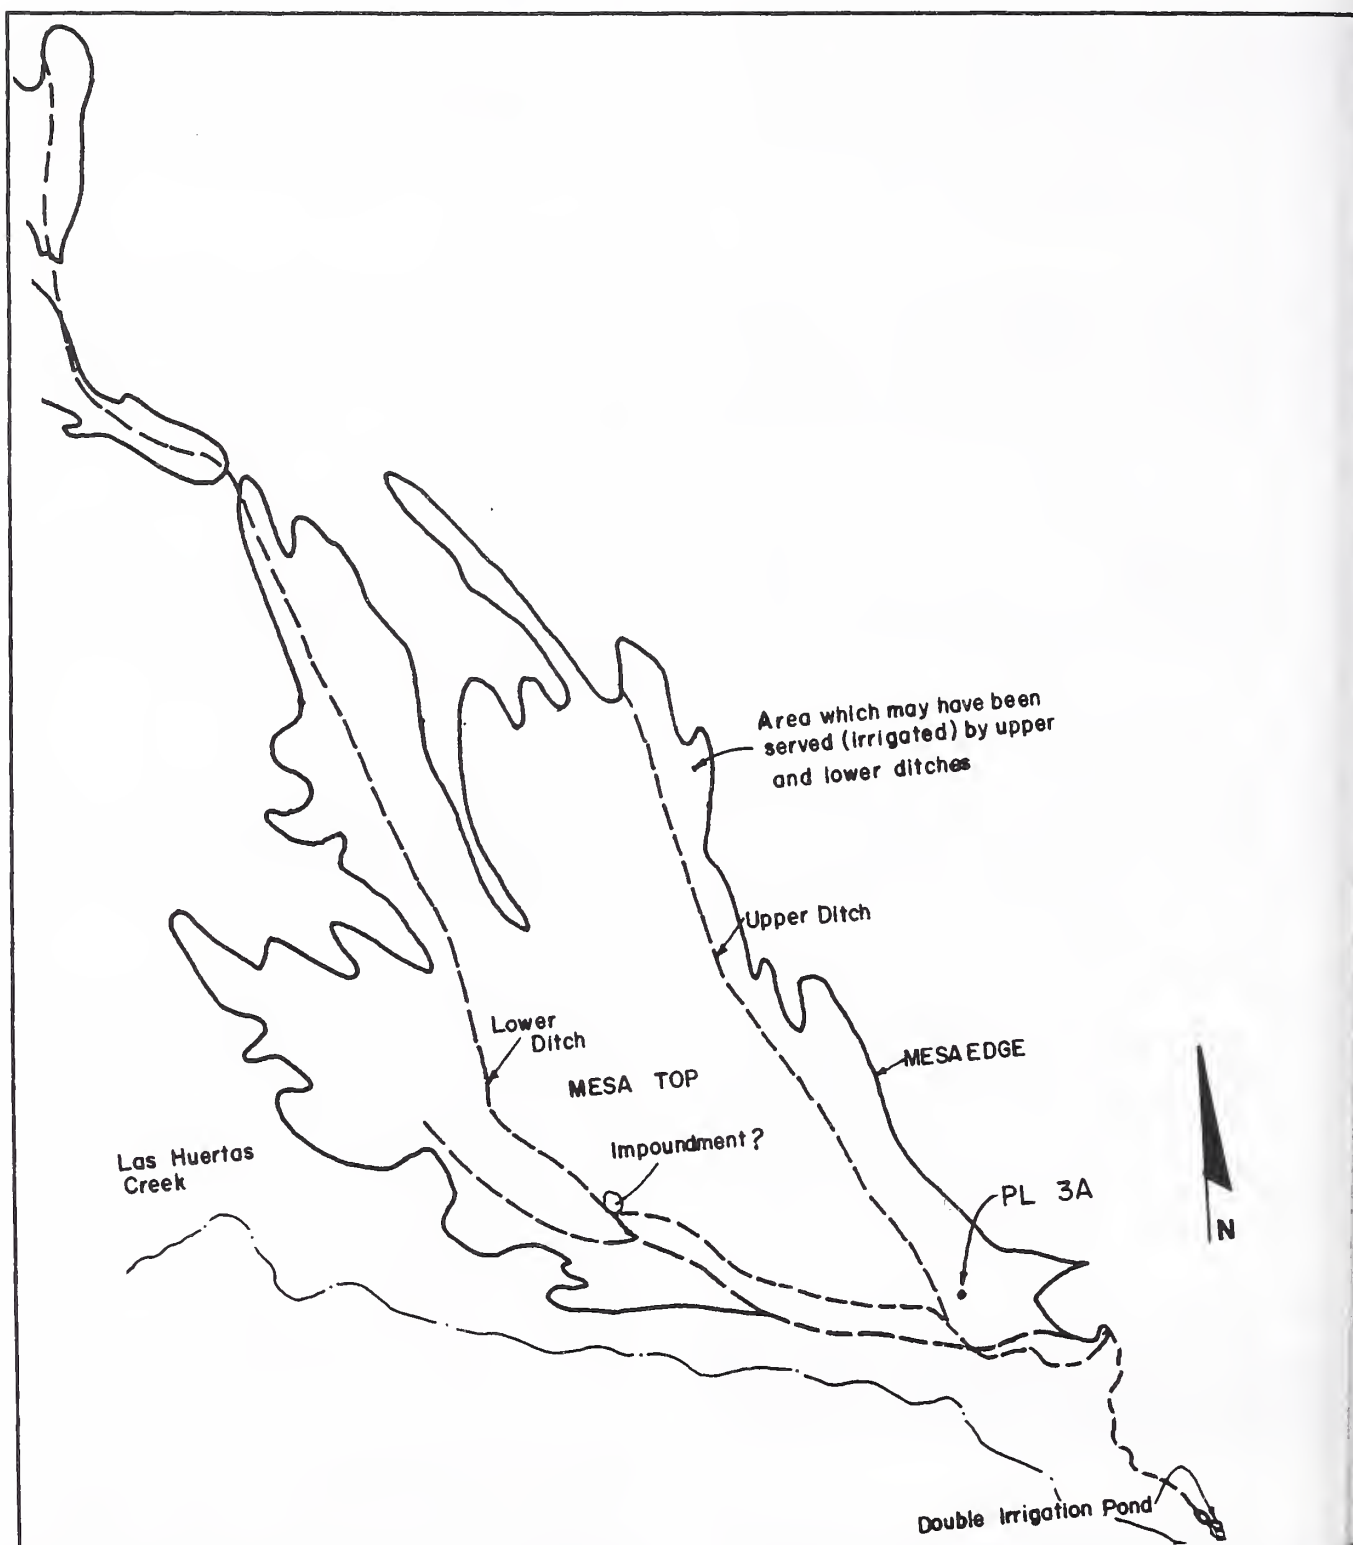 Area which may have been
served (irrigated) by upper
and lower ditches
Upper Ditch
Lower
Ditch
MESA EDGE
MESA TOP
Impoundment?
Las Huertas
Creek
PL 3A
N
Double Irrigation Pond